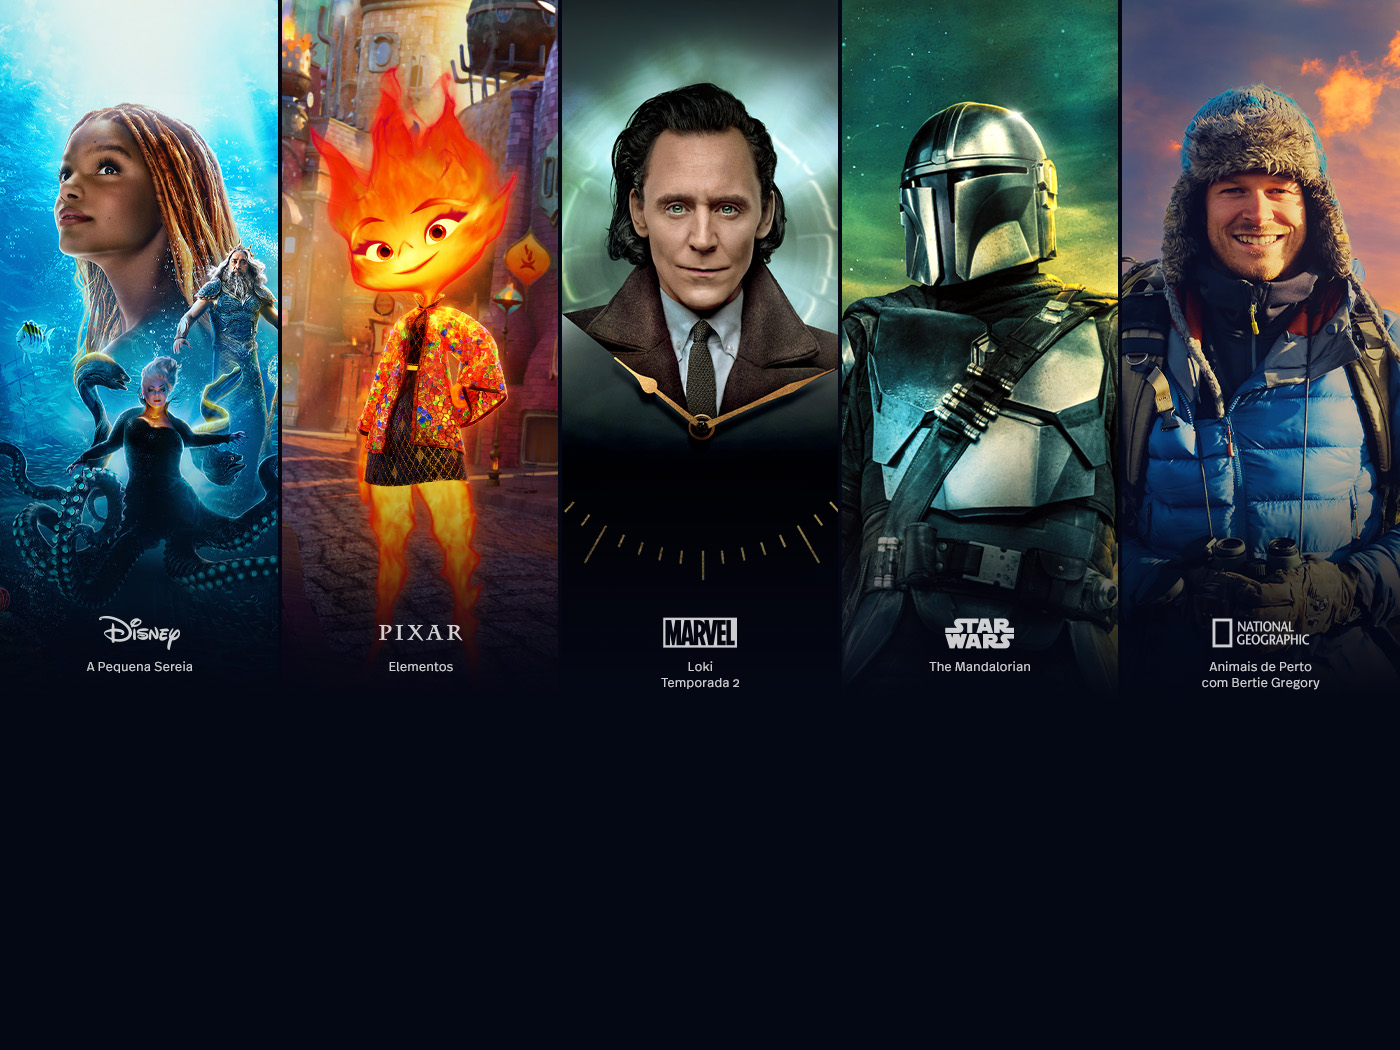 Disney
A Pequena Sereia
PIXAR
Elementos
MARVEL
Loki
Temporada 2
STAR
WARS
The Mandalorian
NATIONAL
GEOGRAPHIC
Animais de Perto
com Bertie Gregory